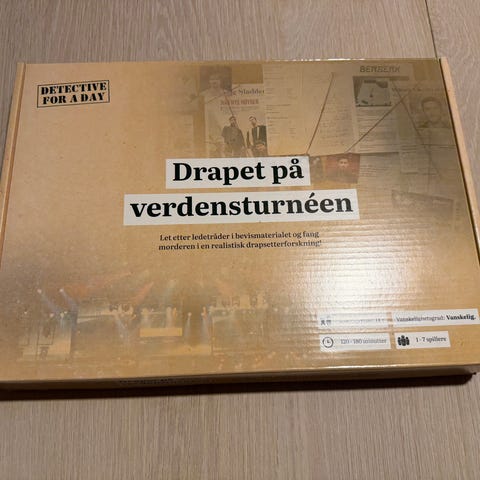 DETECTIVE
FOR A DAY
Drapet på
verdensturnéen
Let etter ledetråder i bevismaterialet og fang
morderen i en realistisk drapsetterforskning!
Vanskelighetsgrad: Vanskelig.
120 - 180 minutter
1 - 7 spillere